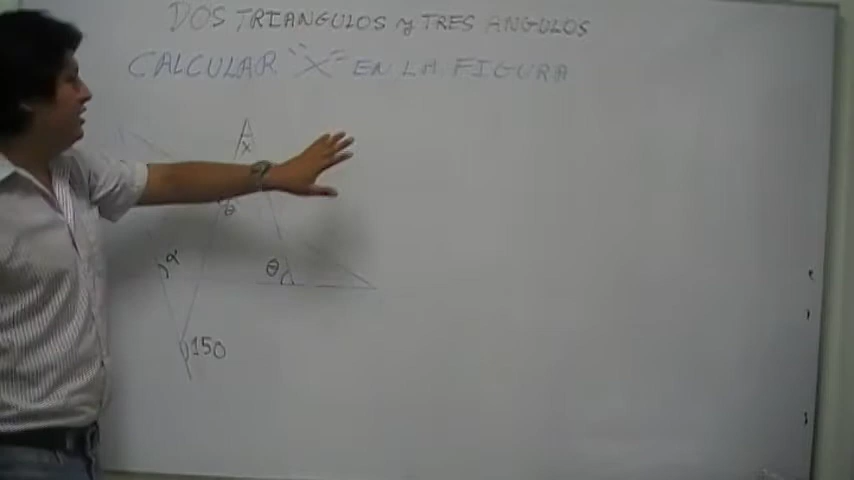 DOS TRIANGULOS y TRES ANGULOS
CALCULAR "X" EN LA FIGURA
x
θ
α
θ
150